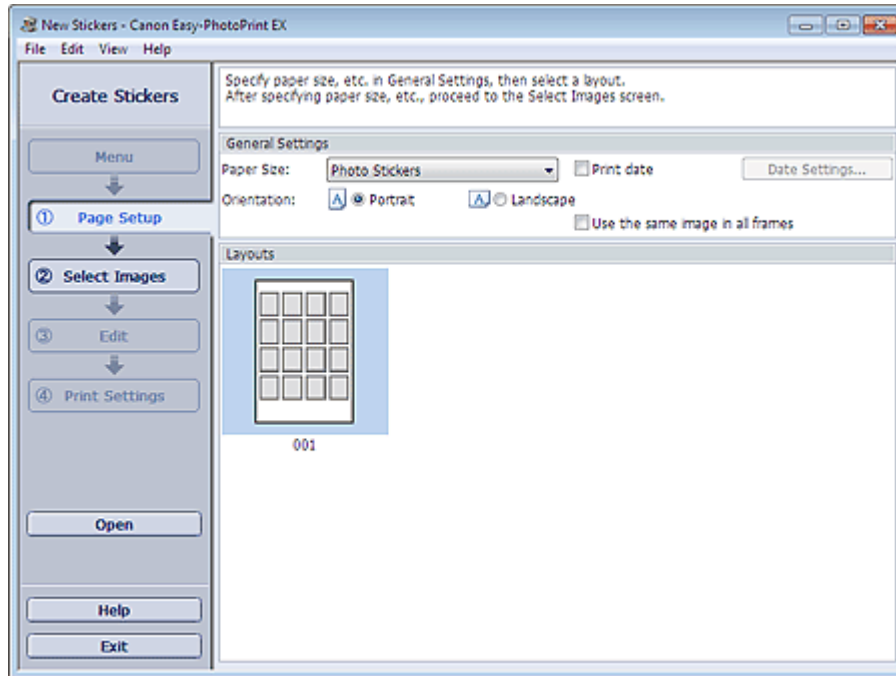 New Stickers - Canon Easy-PhotoPrint EX
File Edit View Help
Create Stickers
Specify paper size, etc. in General Settings, then select a layout.
After specifying paper size, etc., proceed to the Select Images screen.
Menu
① Page Setup
② Select Images
③ Edit
④ Print Settings
Open
Help
Exit
General Settings
Paper Size: Photo Stickers Print date Date Settings...
Orientation: A Portrait A Landscape
Use the same image in all frames
Layouts
001